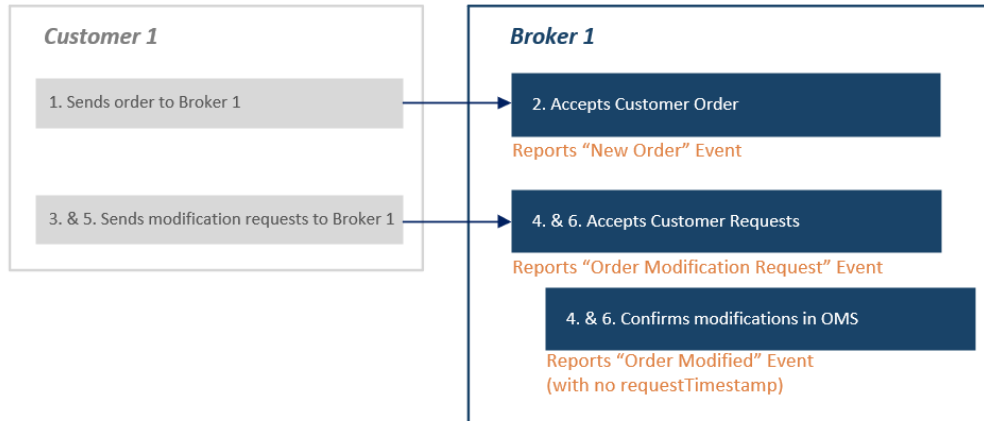 Customer 1
Broker 1
1. Sends order to Broker 1
2. Accepts Customer Order
Reports “New Order” Event
3. & 5. Sends modification requests to Broker 1
4. & 6. Accepts Customer Requests
Reports “Order Modification Request” Event
4. & 6. Confirms modifications in OMS
Reports “Order Modified” Event
(with no requestTimestamp)